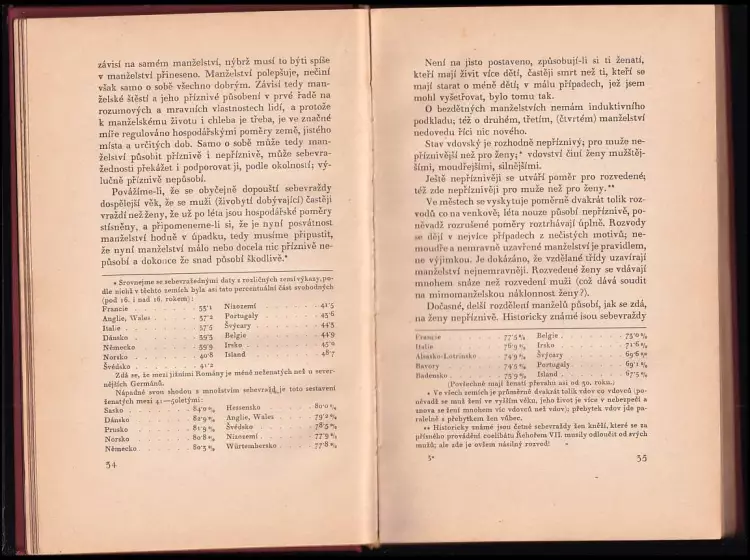 závisí na samém manželství, nýbrž musí to býti spíše
v manželství přineseno. Manželství polepšuje, nečiní
však samo o sobě všechno dobrým. Závisí tedy man-
želské štěstí a jeho příznivé působení v prvé řadě na
rozumových a mravních vlastnostech lidí, a protože
k manželskému životu i chleba je třeba, je ve značné
míře regulováno hospodářskými poměry země, jistého
místa a určitých dob. Samo o sobě může tedy man-
želství působit příznivě i nepříznivě, může sebevra-
žednosti překážet i podporovat ji, podle okolností; vý-
lučně příznivě nepůsobí.
Považíme-li, že se obyčejně dopouští sebevraždy
dospělejší věk, že se muži (živobytí dobývající) častěji
vraždí než ženy, že už po léta jsou hospodářské poměry
stísněny, a připomeneme-li si, že je nyní posvátnost
manželství hodně v úpadku, tedy musíme připustit,
že nyní manželství málo nebo docela nic příznivě ne-
působí a dokonce že snad působí škodlivě.*
* Srovnejme se sebevražednými daty z rozličných zemí výkazy, po-
dle nichž v těchto zemích byla asi tato percentuální část svobodných
(pod 16. i nad 16. rokem):
Francie 55'1 Nizozemí 41'5
Anglie, Wales 57'2 Portugaly 45'6
Italie 57'5 Švýcary 44'5
Dánsko 59'5 Belgie 44'9
Německo 59'9 Irsko 45'0
Norsko 40'8 Island 48'7
Švédsko 41'2
Zdá se, že mezi jižními Romány je méně neženatých než u sever-
nějších Germánů.
Nápadné svou shodou s množstvím sebevražd je toto sestavení
ženatých mezi 41—50letými:
Sasko 84'0% Hessensko 80'0%
Dánsko 82'9% Anglie, Wales 79'2%
Prusko 81'9% Švédsko 78'5%
Norsko 80'8% Nizozemí 77'9%
Německo 80'5% Würtembersko 77'8%
54
Není na jisto postaveno, způsobují-li si ti ženatí,
kteří mají živit více dětí, častěji smrt než ti, kteří se
mají starat o méně dětí; v málu případech, jež jsem
mohl vyšetřovat, bylo tomu tak.
O bezdětných manželstvích nemám induktivního
podkladu; též o druhém, třetím, (čtvrtém) manželství
nedovedu říci nic nového.
Stav vdovský je rozhodně nepříznivý; pro muže ne-
příznivější než pro ženy;* vdovství činí ženy mužštěj-
šími, moudřejšími, silnějšími.
Ještě nepříznivěji se utváří poměr pro rozvedené;
též zde nepříznivěji pro muže než pro ženy.**
Ve městech se vyskytuje poměrně dvakrát tolik roz-
vodů co na venkově; léta nouze působí nepříznivě, po-
něvadž rozrušené poměry roztrhávají úplně. Rozvody
se dějí v nejvíce případech z nečistých motivů; ne-
moudře a nemravně uzavřené manželství je pravidlem,
ne výjimkou. Je dokázáno, že vzdělané třídy uzavírají
manželství nejnemravněji. Rozvedené ženy se vdávají
mnohem snáze než rozvedení muži (což dává soudit
na mimomanželskou náklonnost ženy?).
Dočasné, delší rozdělení manželů působí, jak se zdá,
na ženy nepříznivě. Historicky známé jsou sebevraždy
Francie 77'5% Belgie 75'0%
Italie 76'9% Irsko 71'6%
Alsasko-Lotrinsko 74'9% Švýcary 69'6%
Bavory 74'5% Portugaly 69'1%
Badensko 75'9% Island 67'5%
(Povšechně mají ženatí převahu asi od 30. roku.)
* Ve všech zemích je průměrně dvakrát tolik vdov co vdovců (po-
něvadž se muž žení ve vyšším věku, jeho život je více v nebezpečí a
znova se žení mnohem víc vdovců než vdov); přebytek vdov jde pa-
ralelně s přebytkem žen vůbec.
** Historicky známé jsou četné sebevraždy žen kněží, které se za
přísného provádění coelibátu Řehořem VII. musily odloučit od svých
mužů; ale zde je ovšem násilný rozvod!
3*
55